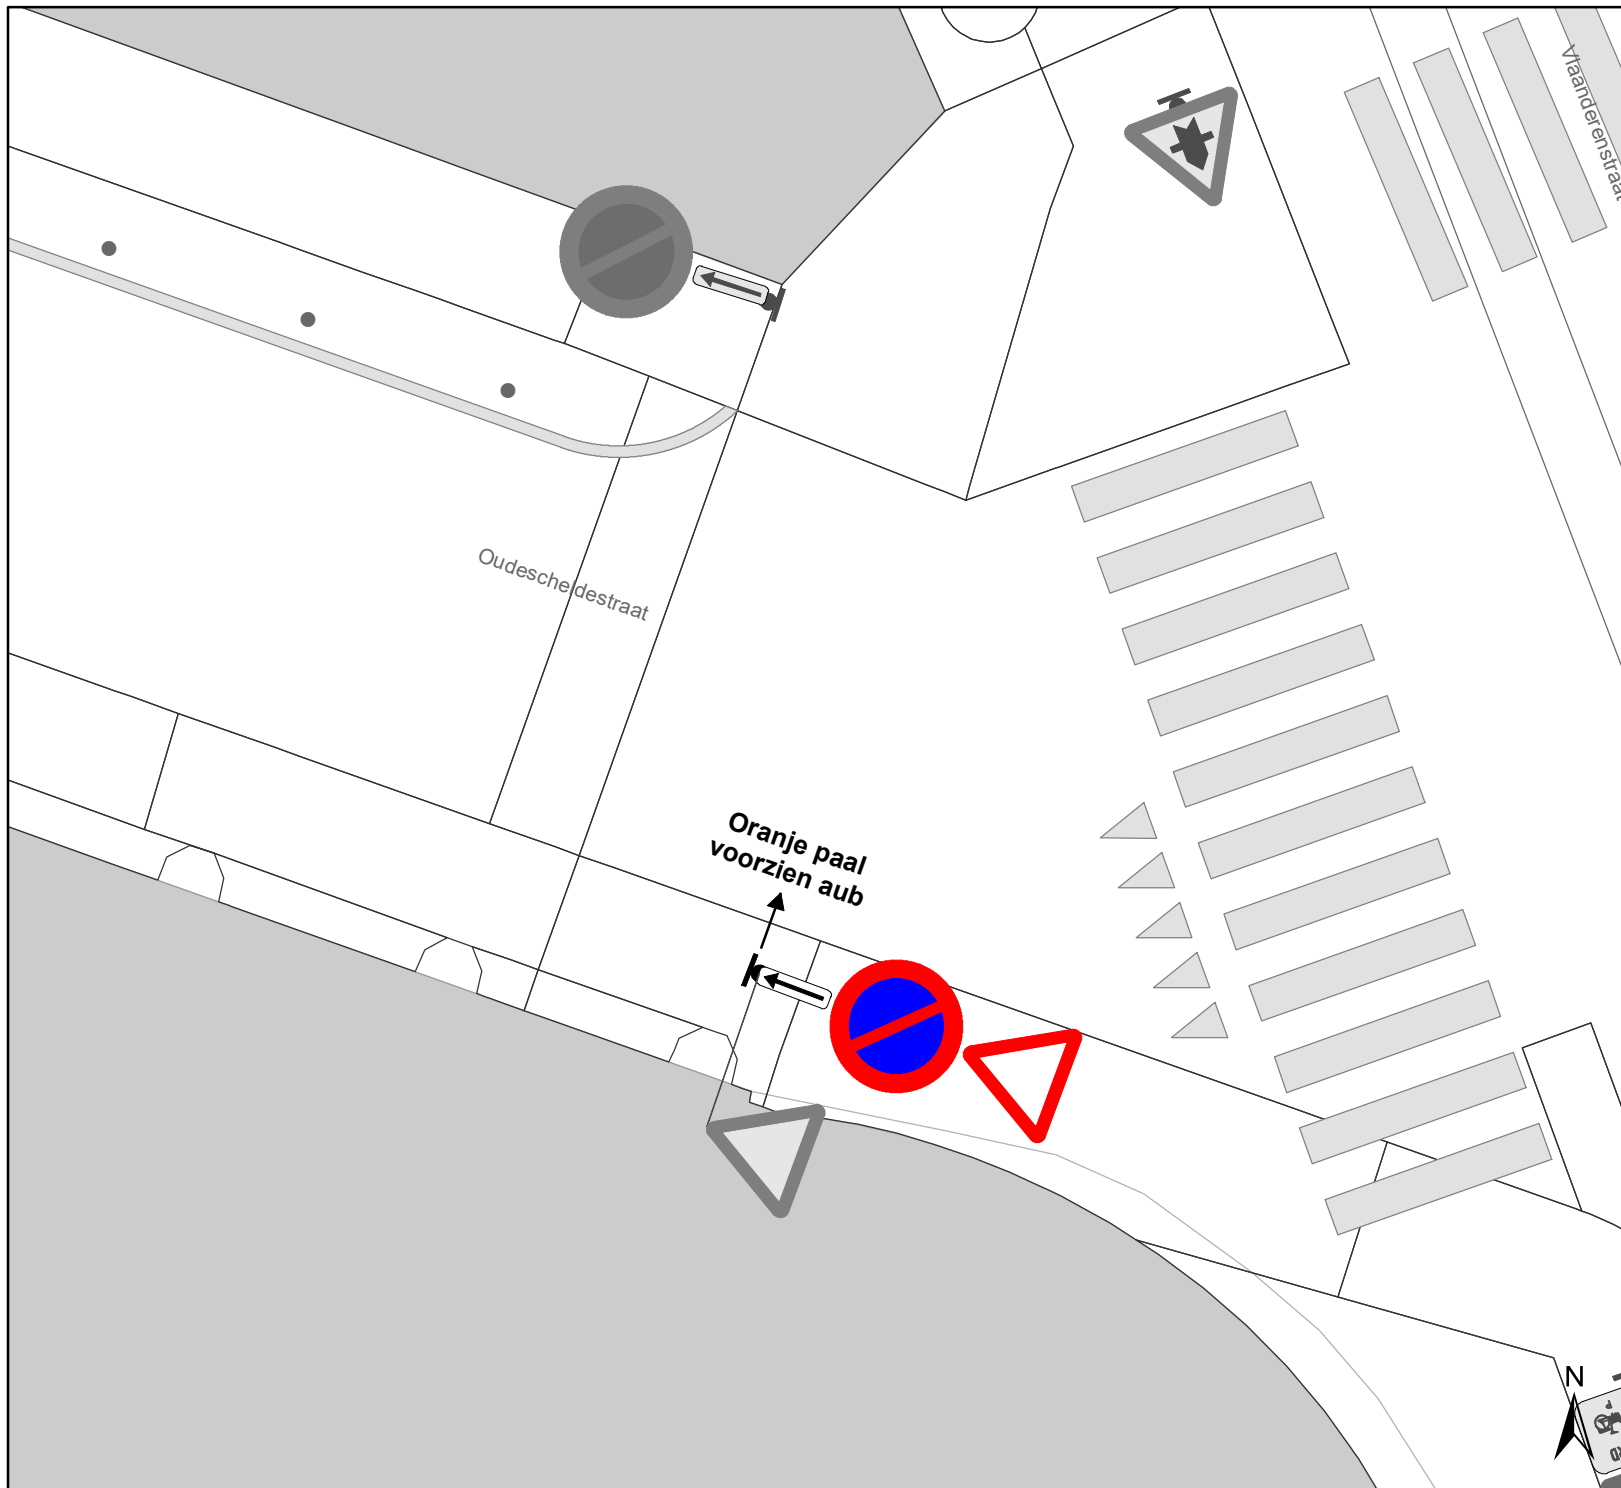 Vlaanderenstraat
Oudescheldestraat
Oranje paal
voorzien aub
N